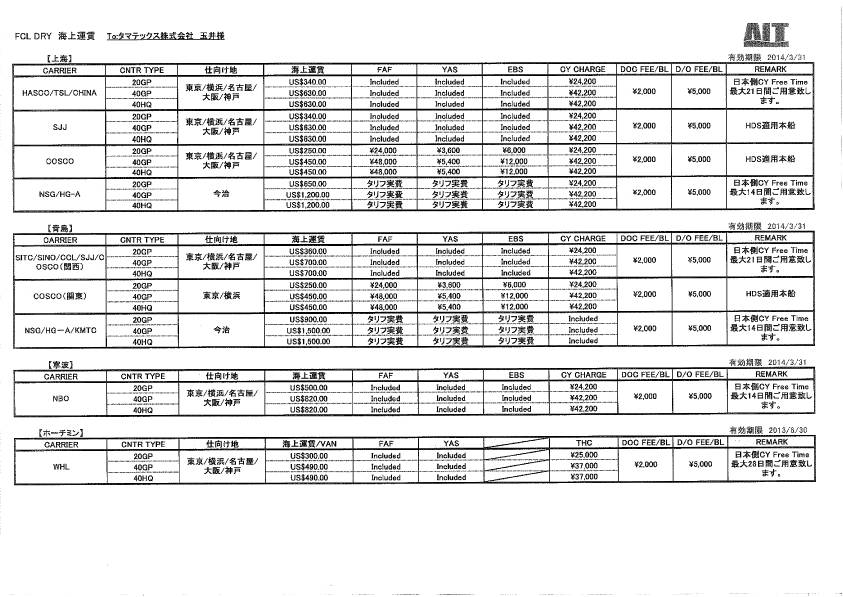 FCL DRY 海上運賃 To:タマテックス株式会社 玉井様
AIT
【上海】 有効期限 2014/3/31
CARRIER CNTR TYPE 仕向け地 海上運賃 FAF YAS EBS CY CHARGE DOC FEE/BL D/O FEE/BL REMARK
HASCO/TSL/CHINA 20GP 東京/横浜/名古屋/ US$340.00 Included Included Included ¥24,200 ¥2,000 ¥5,000 日本側CY Free Time
40GP 大阪/神戸 US$630.00 Included Included Included ¥42,200 最大21日間ご用意致し
40HQ US$630.00 Included Included Included ¥42,200 ます。
SJJ 20GP 東京/横浜/名古屋/ US$340.00 Included Included Included ¥24,200 ¥2,000 ¥5,000 HDS適用本船
40GP 大阪/神戸 US$630.00 Included Included Included ¥42,200
40HQ US$630.00 Included Included Included ¥42,200
COSCO 20GP 東京/横浜/名古屋/ US$250.00 ¥24,000 ¥3,600 ¥6,000 ¥24,200 ¥2,000 ¥5,000 HDS適用本船
40GP 大阪/神戸 US$450.00 ¥48,000 ¥5,400 ¥12,000 ¥42,200
40HQ US$450.00 ¥48,000 ¥5,400 ¥12,000 ¥42,200
NSG/HG-A 20GP 今治 US$650.00 タリフ実費 タリフ実費 タリフ実費 ¥24,200 ¥2,000 ¥5,000 日本側CY Free Time
40GP US$1,200.00 タリフ実費 タリフ実費 タリフ実費 ¥42,200 最大14日間ご用意致し
40HQ US$1,200.00 タリフ実費 タリフ実費 タリフ実費 ¥42,200 ます。
【青島】 有効期限 2014/3/31
CARRIER CNTR TYPE 仕向け地 海上運賃 FAF YAS EBS CY CHARGE DOC FEE/BL D/O FEE/BL REMARK
SITC/SINO/CCL/SJJ/C 20GP 東京/横浜/名古屋/ US$360.00 Included Included Included ¥24,200 ¥2,000 ¥5,000 日本側CY Free Time
OSCO(関西) 40GP 大阪/神戸 US$700.00 Included Included Included ¥42,200 最大21日間ご用意致し
40HQ US$700.00 Included Included Included ¥42,200 ます。
COSCO(関東) 20GP 東京/横浜 US$250.00 ¥24,000 ¥3,600 ¥6,000 ¥24,200 ¥2,000 ¥5,000 HDS適用本船
40GP US$450.00 ¥48,000 ¥5,400 ¥12,000 ¥42,200
40HQ US$450.00 ¥48,000 ¥5,400 ¥12,000 ¥42,200
NSG/HG-A/KMTC 20GP 今治 US$800.00 タリフ実費 タリフ実費 タリフ実費 Included ¥2,000 ¥5,000 日本側CY Free Time
40GP US$1,500.00 タリフ実費 タリフ実費 タリフ実費 Included 最大14日間ご用意致し
40HQ US$1,500.00 タリフ実費 タリフ実費 タリフ実費 Included ます。
【寧波】 有効期限 2014/3/31
CARRIER CNTR TYPE 仕向け地 海上運賃 FAF YAS EBS CY CHARGE DOC FEE/BL D/O FEE/BL REMARK
NBO 20GP 東京/横浜/名古屋/ US$500.00 Included Included Included ¥24,200 ¥2,000 ¥5,000 日本側CY Free Time
40GP 大阪/神戸 US$820.00 Included Included Included ¥42,200 最大14日間ご用意致し
40HQ US$820.00 Included Included Included ¥42,200 ます。
【ホーチミン】 有効期限 2013/6/30
CARRIER CNTR TYPE 仕向け地 海上運賃/VAN FAF YAS THC DOC FEE/BL D/O FEE/BL REMARK
WHL 20GP 東京/横浜/名古屋/ US$300.00 Included Included ¥25,000 ¥2,000 ¥5,000 日本側CY Free Time
40GP 大阪/神戸 US$490.00 Included Included ¥37,000 最大28日間ご用意致し
40HQ US$490.00 Included Included ¥37,000 ます。